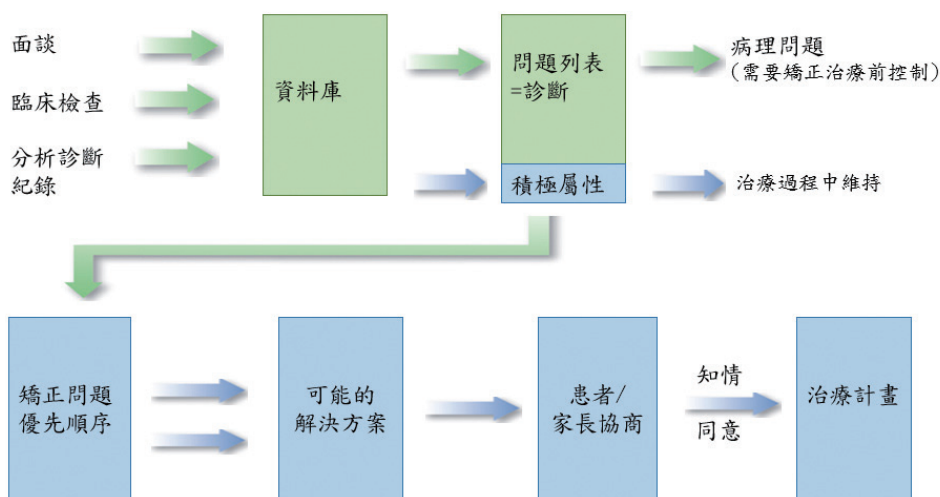 面談
臨床檢查
分析診斷
紀錄
資料庫
問題列表
=診斷
積極屬性
病理問題
(需要矯正治療前控制)
治療過程中維持
矯正問題
優先順序
可能的
解決方案
患者/
家長協商
知情
同意
治療計畫